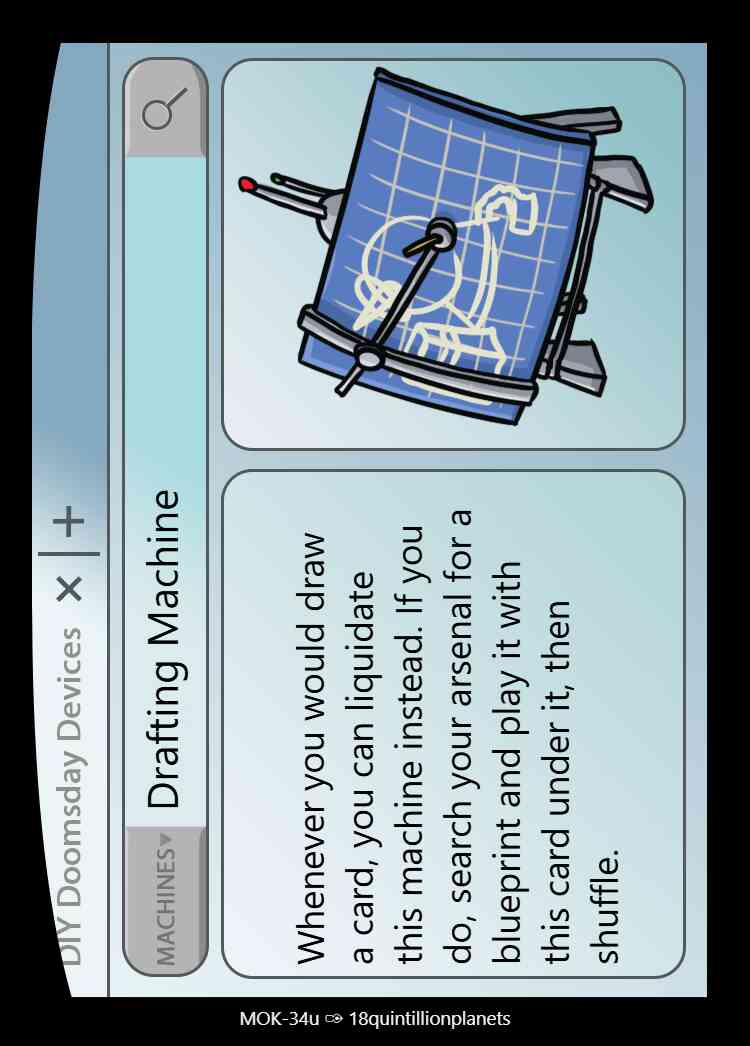 DIY Doomsday Devices × | +
MACHINES▾ Drafting Machine
Whenever you would draw
a card, you can liquidate
this machine instead. If you
do, search your arsenal for a
blueprint and play it with
this card under it, then
shuffle.
MOK-34u ✑ 18quintillionplanets